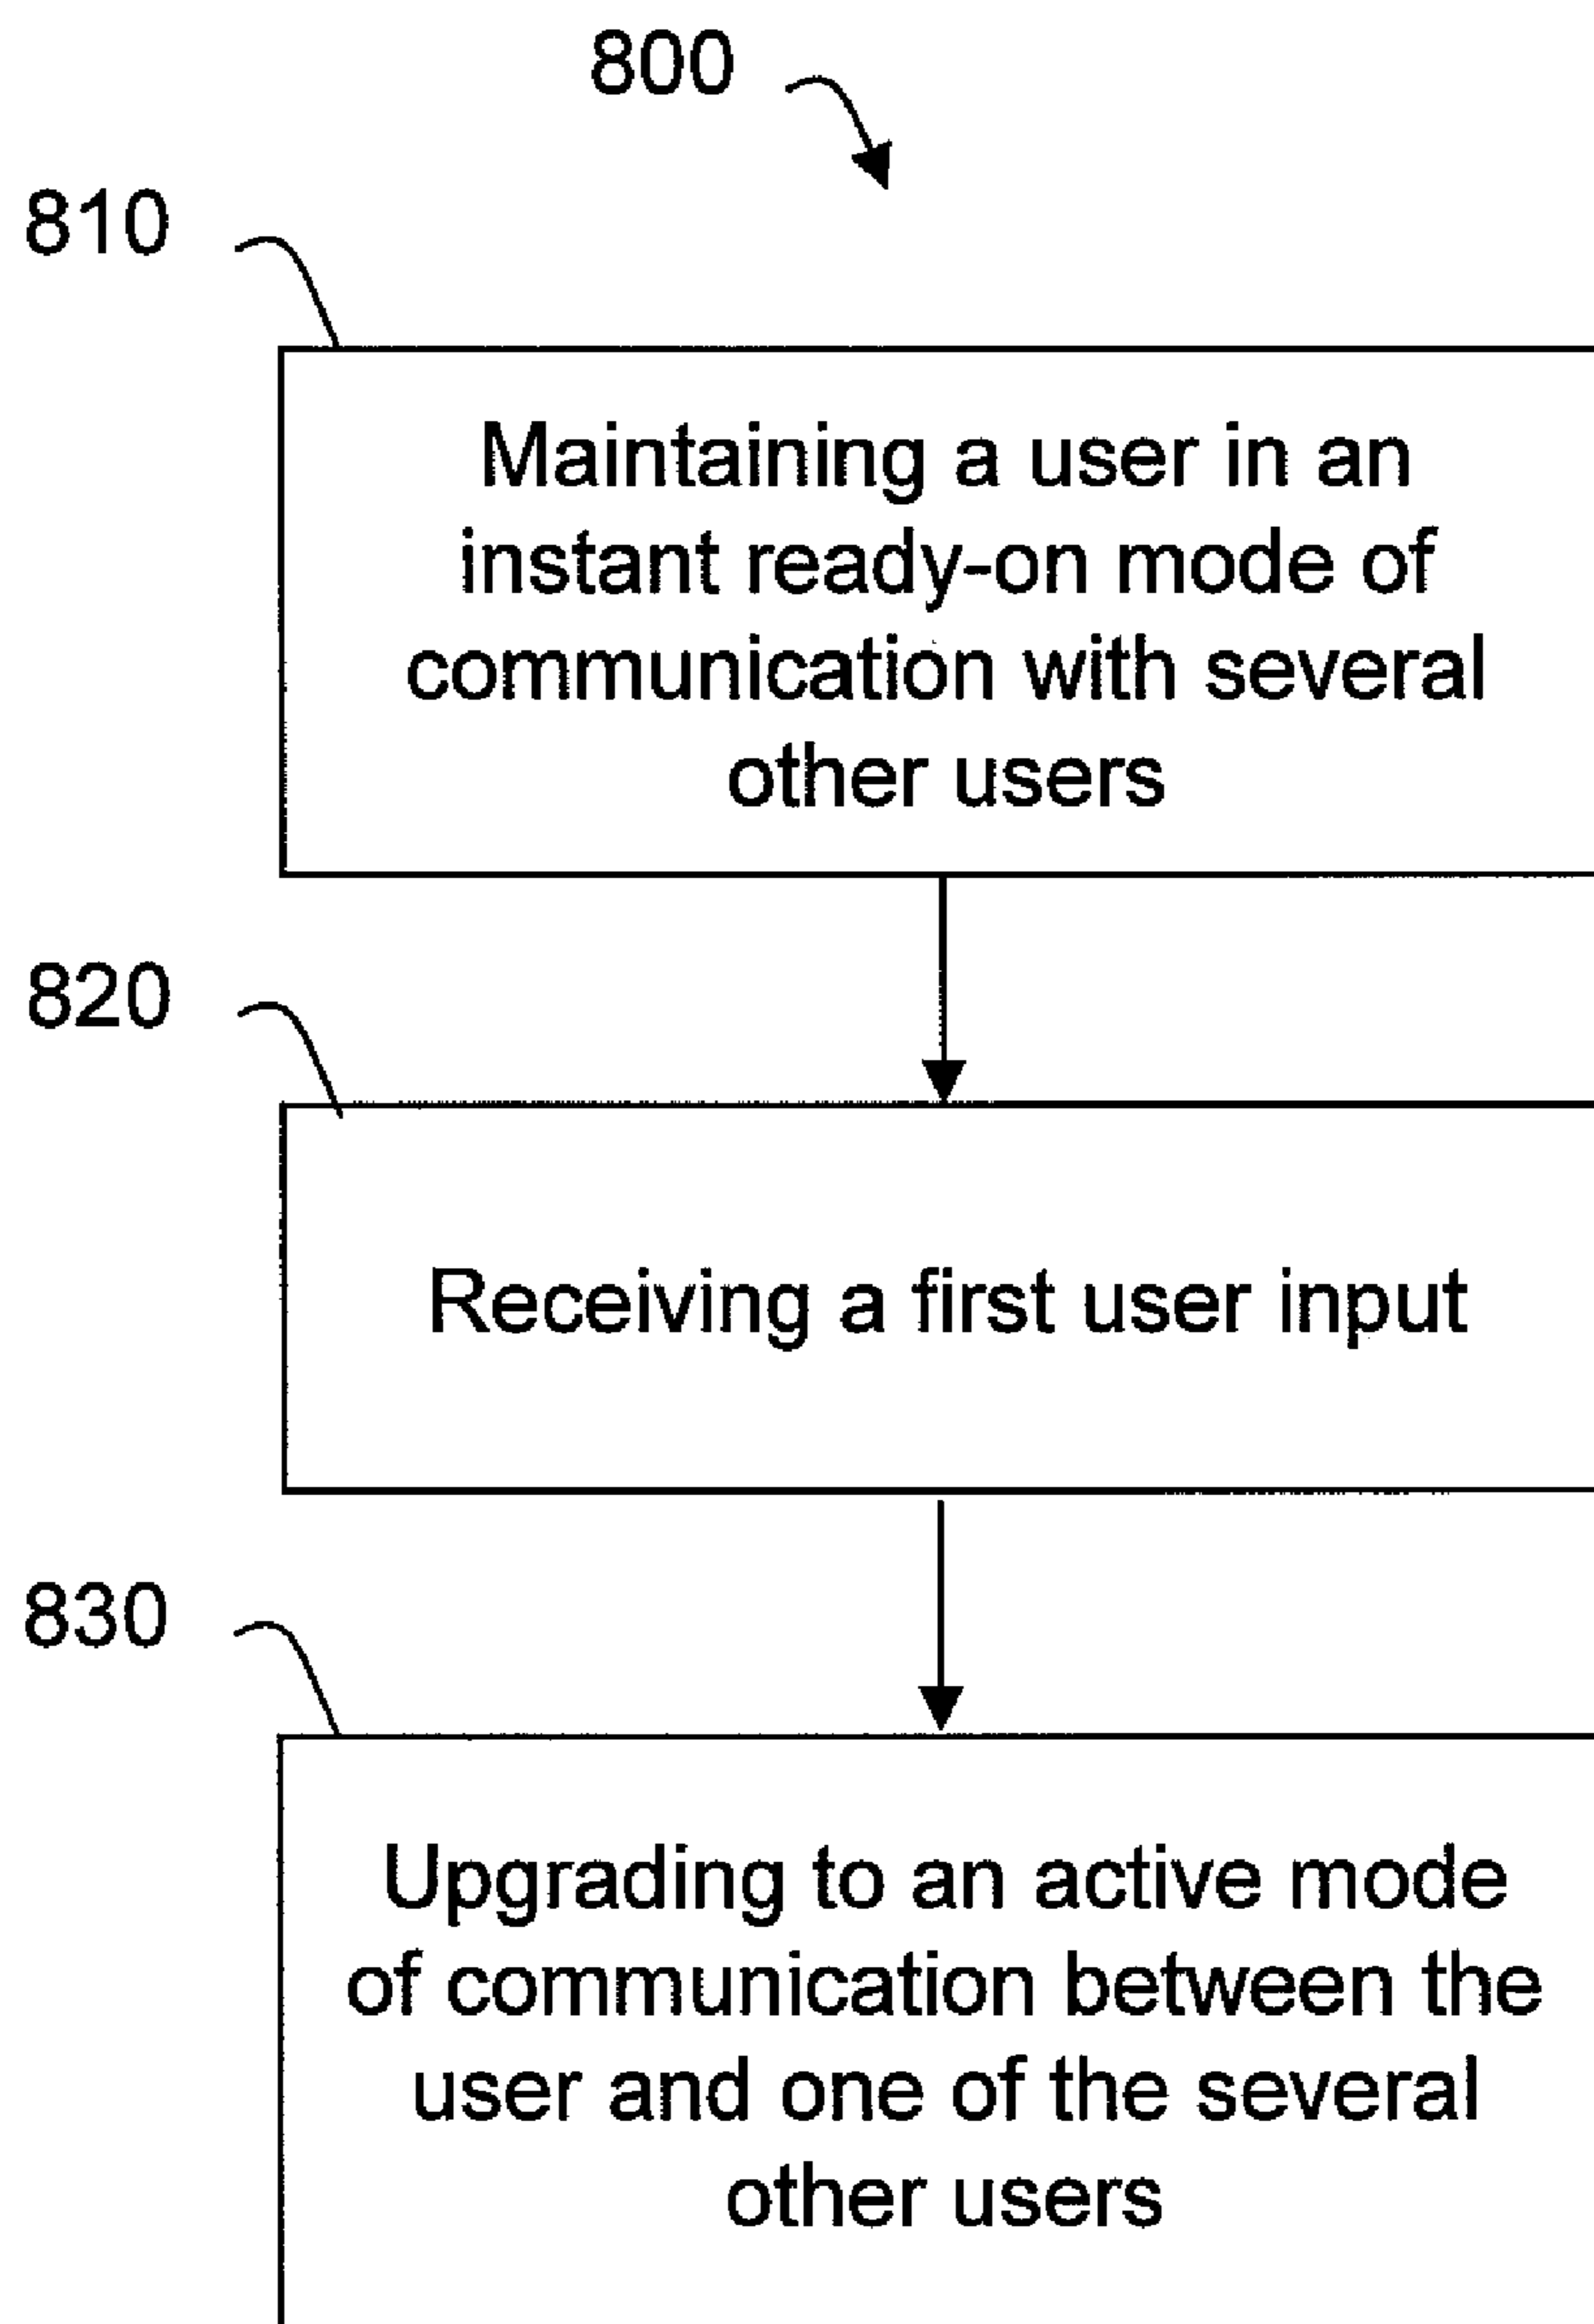 800
810
Maintaining a user in an
instant ready-on mode of
communication with several
other users
820
Receiving a first user input
830
Upgrading to an active mode
of communication between the
user and one of the several
other users